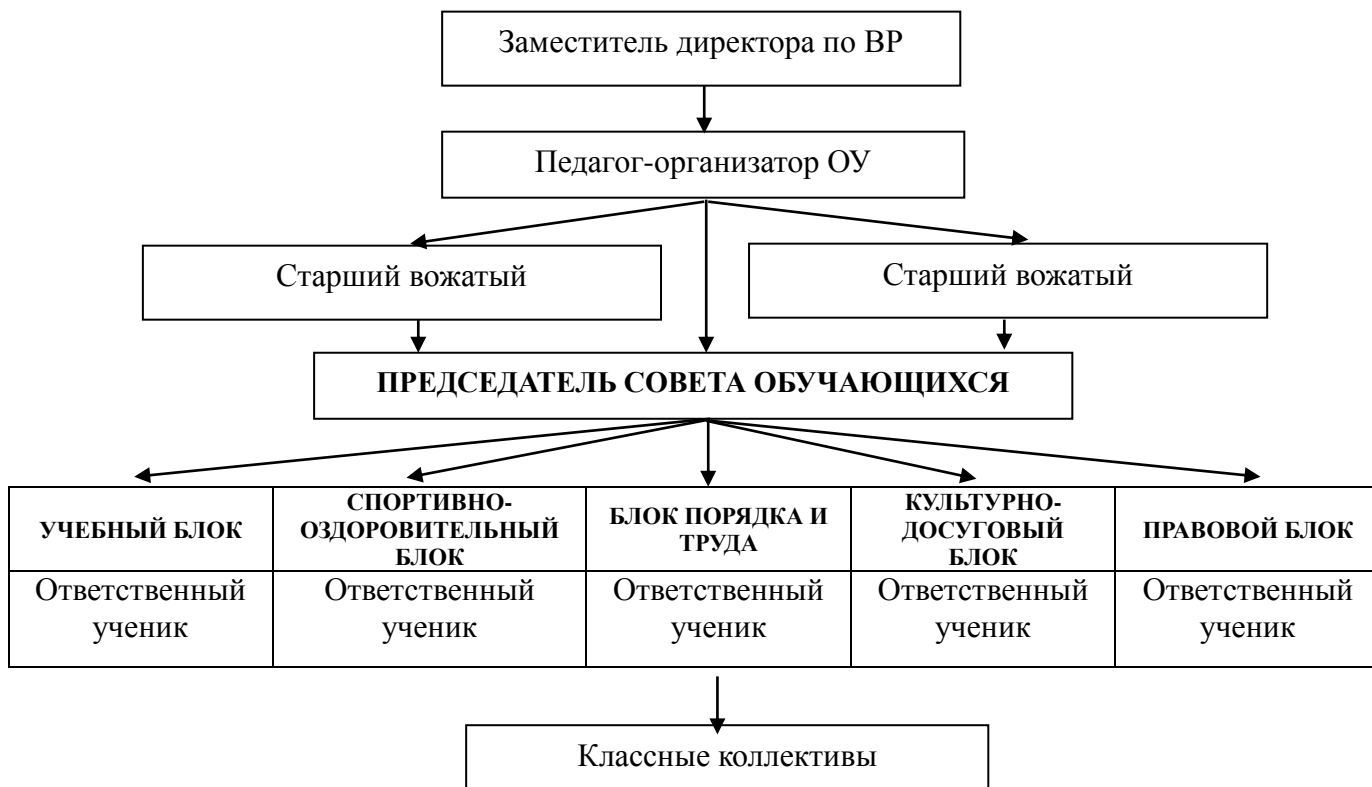 Заместитель директора по ВР
Педагог-организатор ОУ
Старший вожатый
Старший вожатый
ПРЕДСЕДАТЕЛЬ СОВЕТА ОБУЧАЮЩИХСЯ
УЧЕБНЫЙ БЛОК
СПОРТИВНО-
ОЗДОРОВИТЕЛЬНЫЙ
БЛОК
БЛОК ПОРЯДКА И
ТРУДА
КУЛЬТУРНО-
ДОСУГОВЫЙ
БЛОК
ПРАВОВОЙ БЛОК
Ответственный
ученик
Ответственный
ученик
Ответственный
ученик
Ответственный
ученик
Ответственный
ученик
Классные коллективы